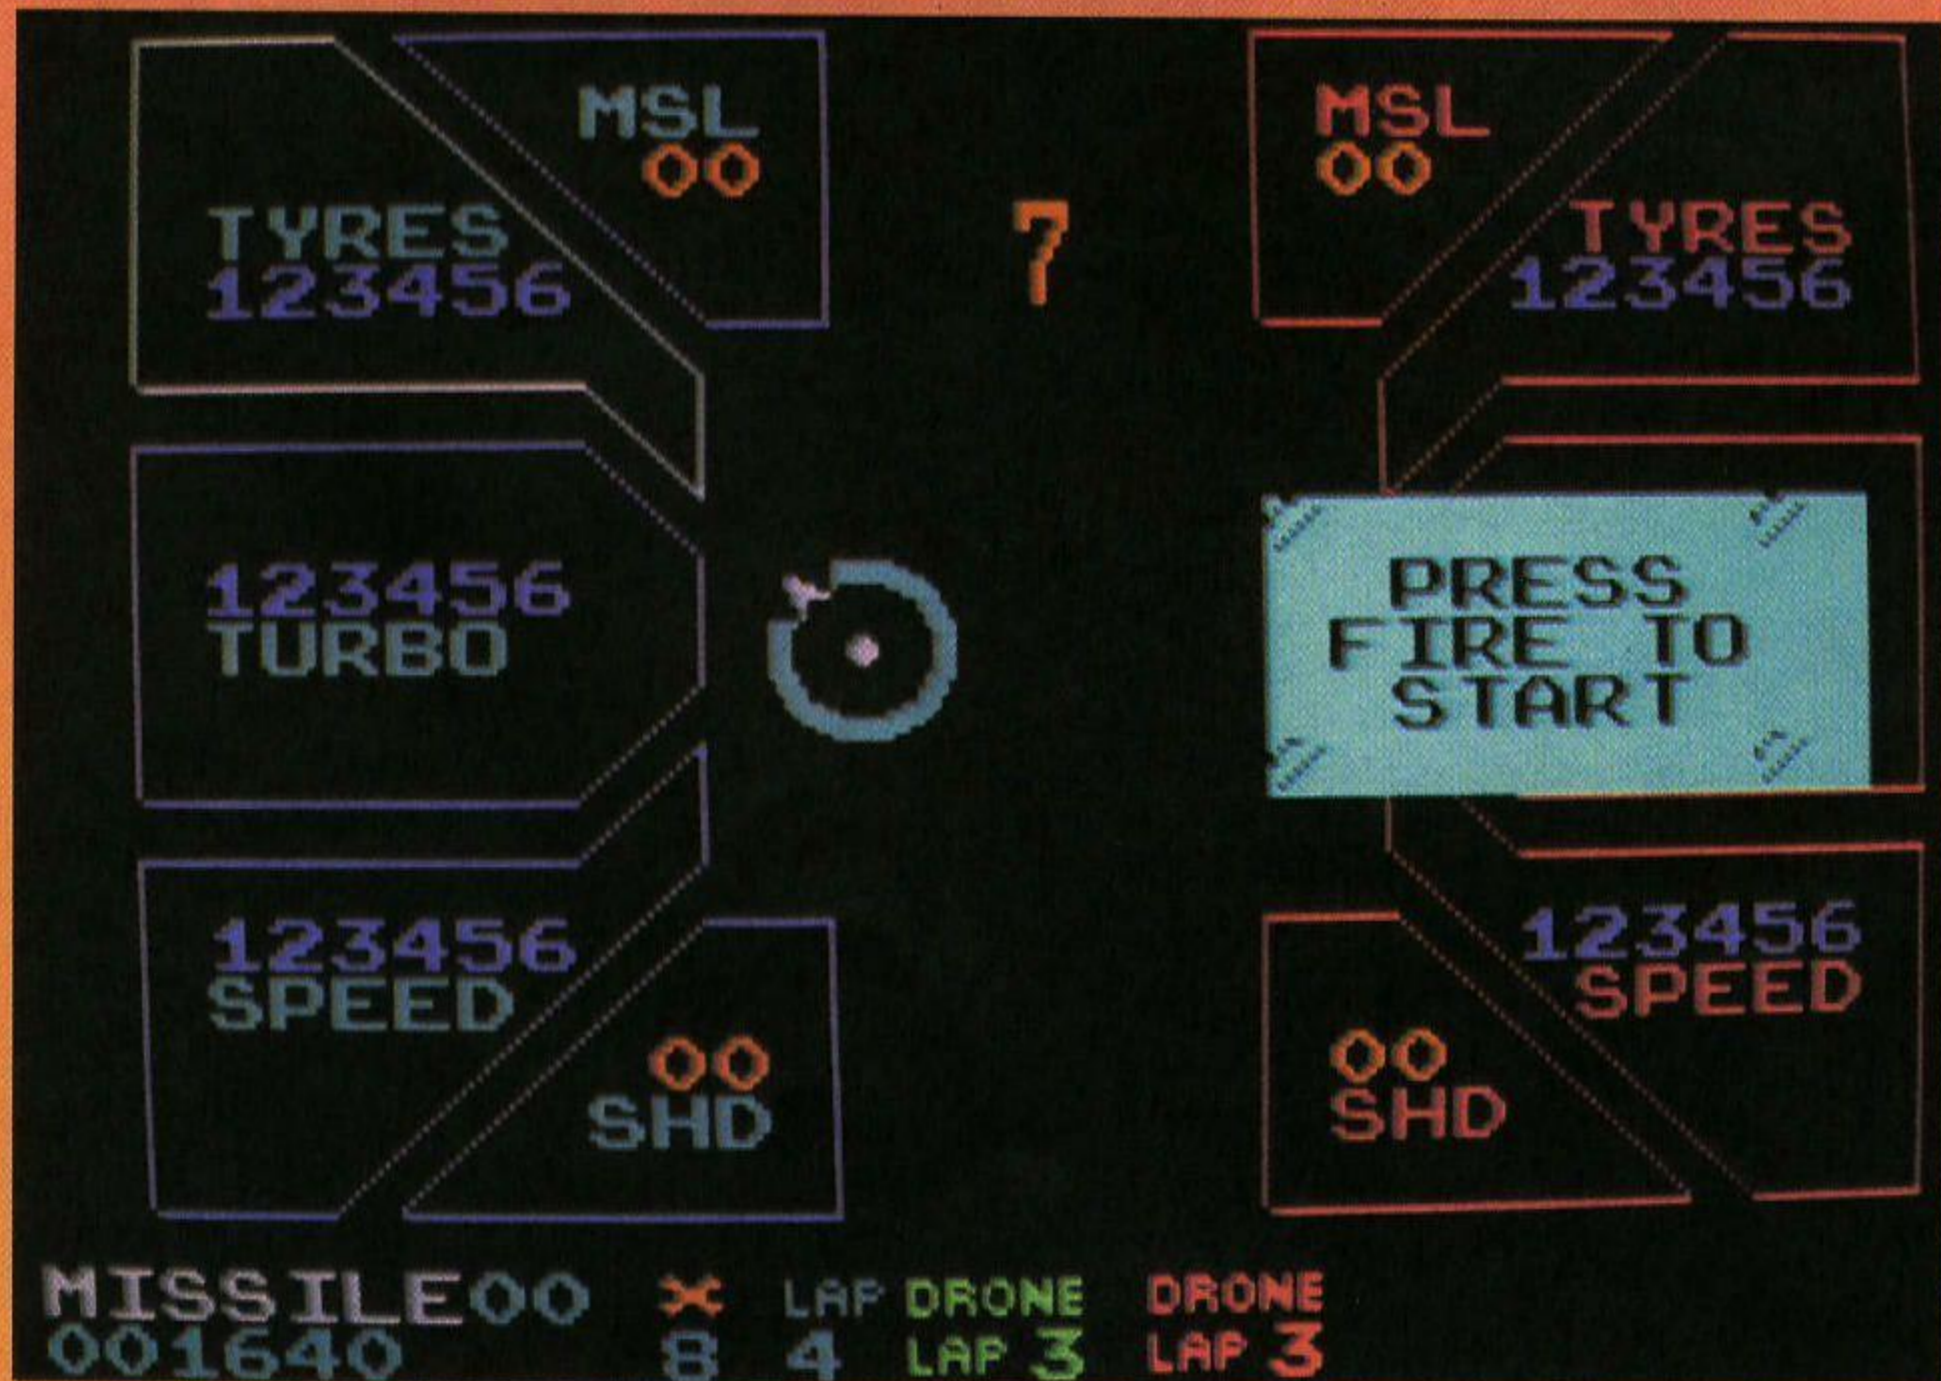 MSL
00
TYRES
123456
7
MSL
00
TYRES
123456
123456
TURBO
PRESS
FIRE TO
START
123456
SPEED
00
SHD
123456
SPEED
00
SHD
MISSILE00
001640
8
LAP
4
DRONE
LAP 3
DRONE
LAP 3